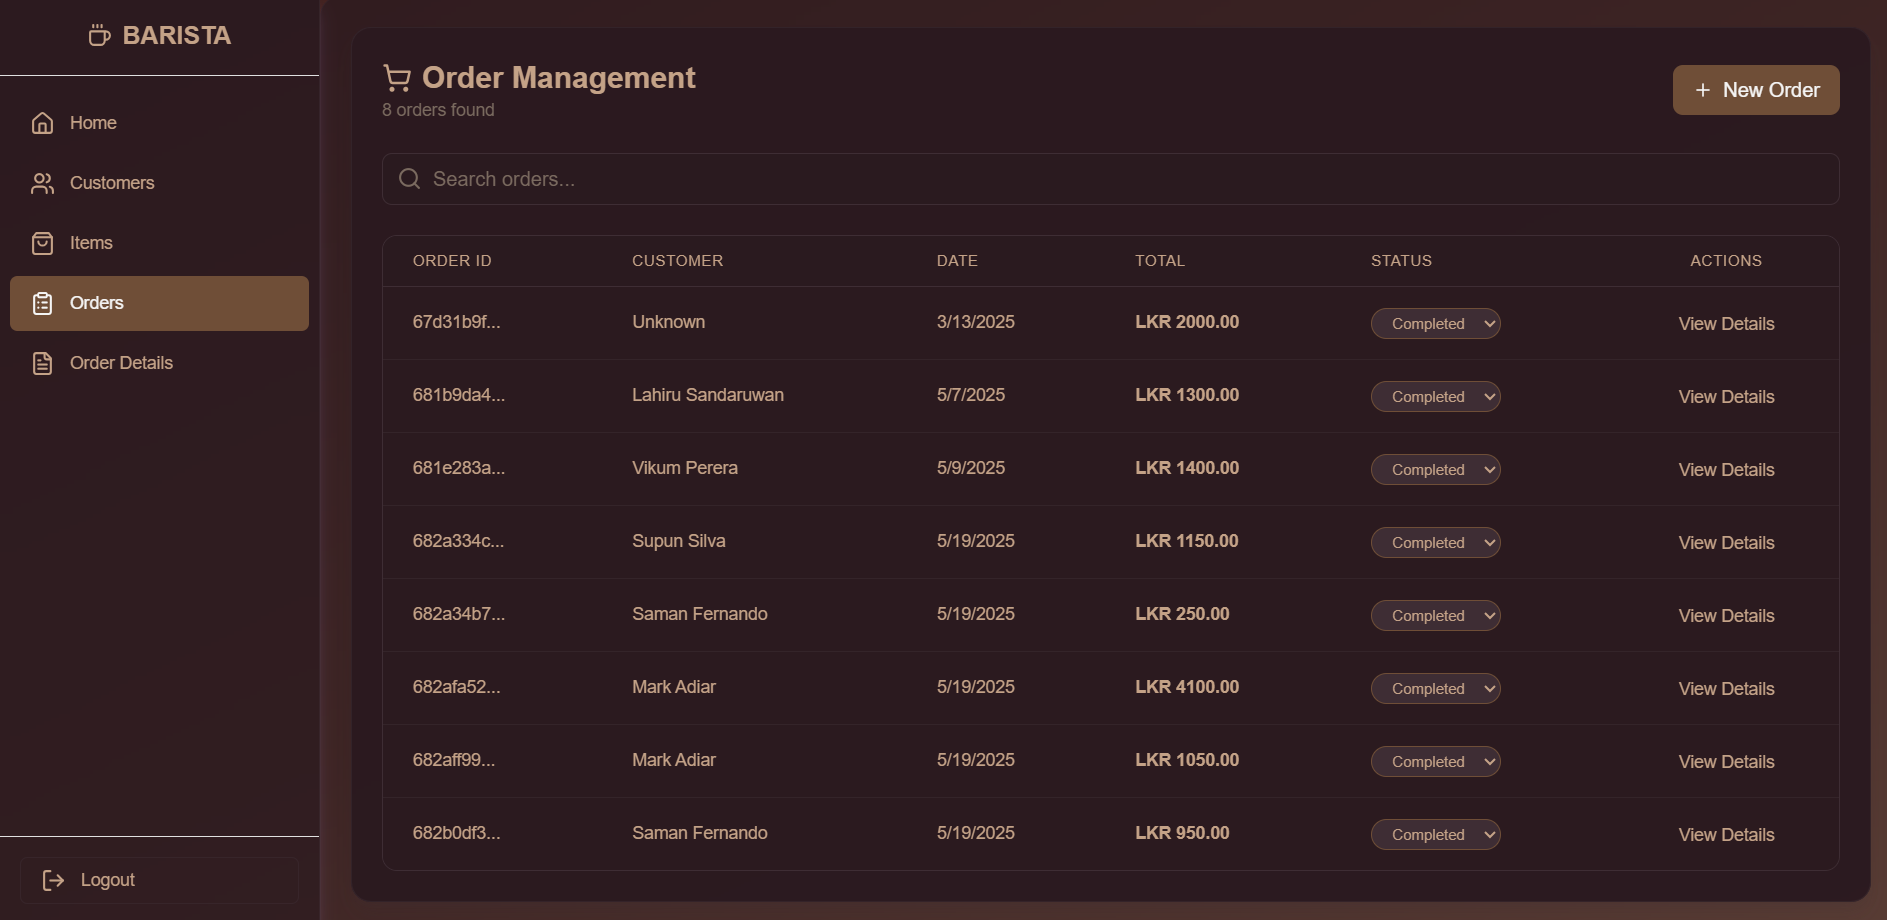 BARISTA
Home
Customers
Items
Orders
Order Details
Logout
Order Management
8 orders found
New Order
Search orders...
ORDER ID CUSTOMER DATE TOTAL STATUS ACTIONS
67d31b9f... Unknown 3/13/2025 LKR 2000.00 Completed View Details
681b9da4... Lahiru Sandaruwan 5/7/2025 LKR 1300.00 Completed View Details
681e283a... Vikum Perera 5/9/2025 LKR 1400.00 Completed View Details
682a334c... Supun Silva 5/19/2025 LKR 1150.00 Completed View Details
682a34b7... Saman Fernando 5/19/2025 LKR 250.00 Completed View Details
682afa52... Mark Adiar 5/19/2025 LKR 4100.00 Completed View Details
682aff99... Mark Adiar 5/19/2025 LKR 1050.00 Completed View Details
682b0df3... Saman Fernando 5/19/2025 LKR 950.00 Completed View Details